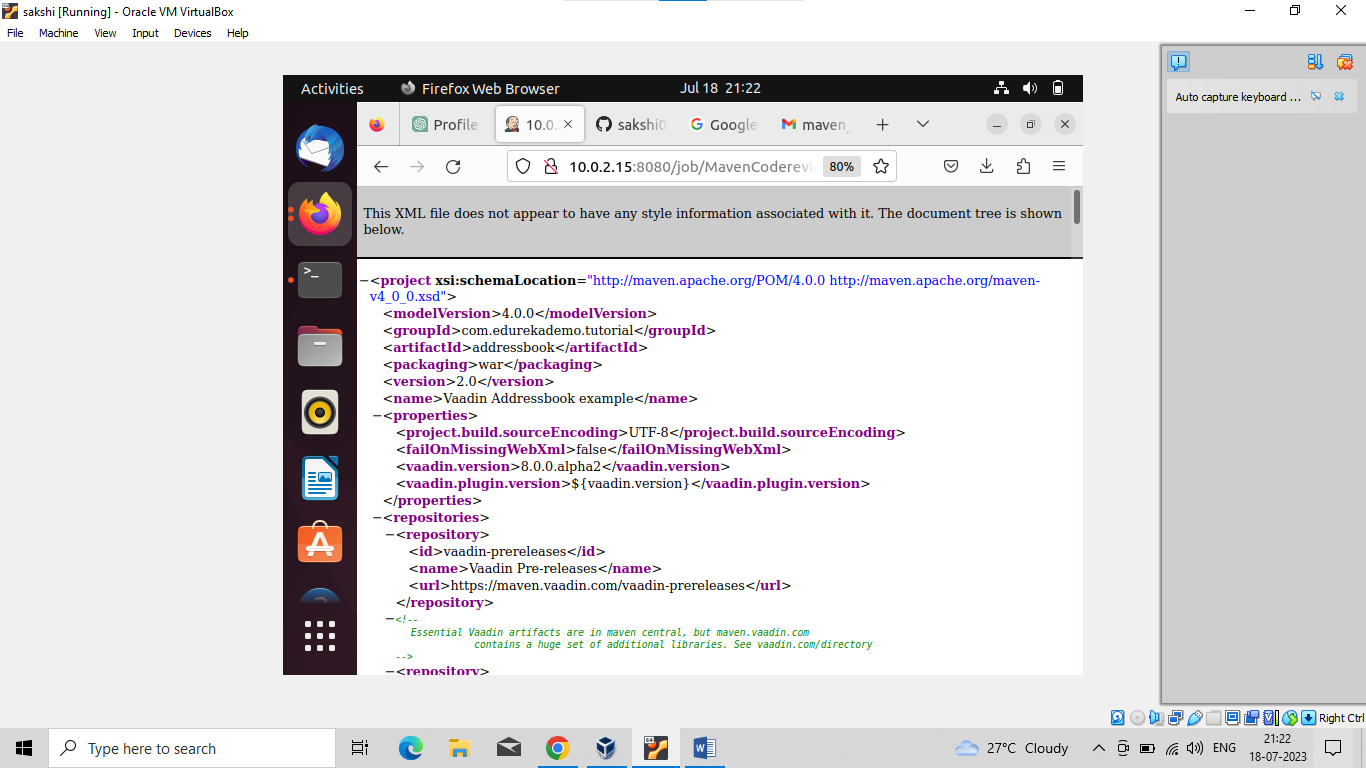 sakshi [Running] - Oracle VM VirtualBox
File Machine View Input Devices Help
Auto capture keyboard ...
Activities Firefox Web Browser Jul 18 21:22
Profile 10.0. sakshi Google maven_
10.0.2.15:8080/job/MavenCoderevi 80%
This XML file does not appear to have any style information associated with it. The document tree is shown
below.
−<project xsi:schemaLocation="http://maven.apache.org/POM/4.0.0 http://maven.apache.org/maven-
v4_0_0.xsd">
<modelVersion>4.0.0</modelVersion>
<groupId>com.edurekademo.tutorial</groupId>
<artifactId>addressbook</artifactId>
<packaging>war</packaging>
<version>2.0</version>
<name>Vaadin Addressbook example</name>
−<properties>
<project.build.sourceEncoding>UTF-8</project.build.sourceEncoding>
<failOnMissingWebXml>false</failOnMissingWebXml>
<vaadin.version>8.0.0.alpha2</vaadin.version>
<vaadin.plugin.version>${vaadin.version}</vaadin.plugin.version>
</properties>
−<repositories>
−<repository>
<id>vaadin-prereleases</id>
<name>Vaadin Pre-releases</name>
<url>https://maven.vaadin.com/vaadin-prereleases</url>
</repository>
−<!--
Essential Vaadin artifacts are in maven central, but maven.vaadin.com
contains a huge set of additional libraries. See vaadin.com/directory
-->
−<repository>
Right Ctrl
Type here to search
27°C Cloudy
ENG
21:22
18-07-2023